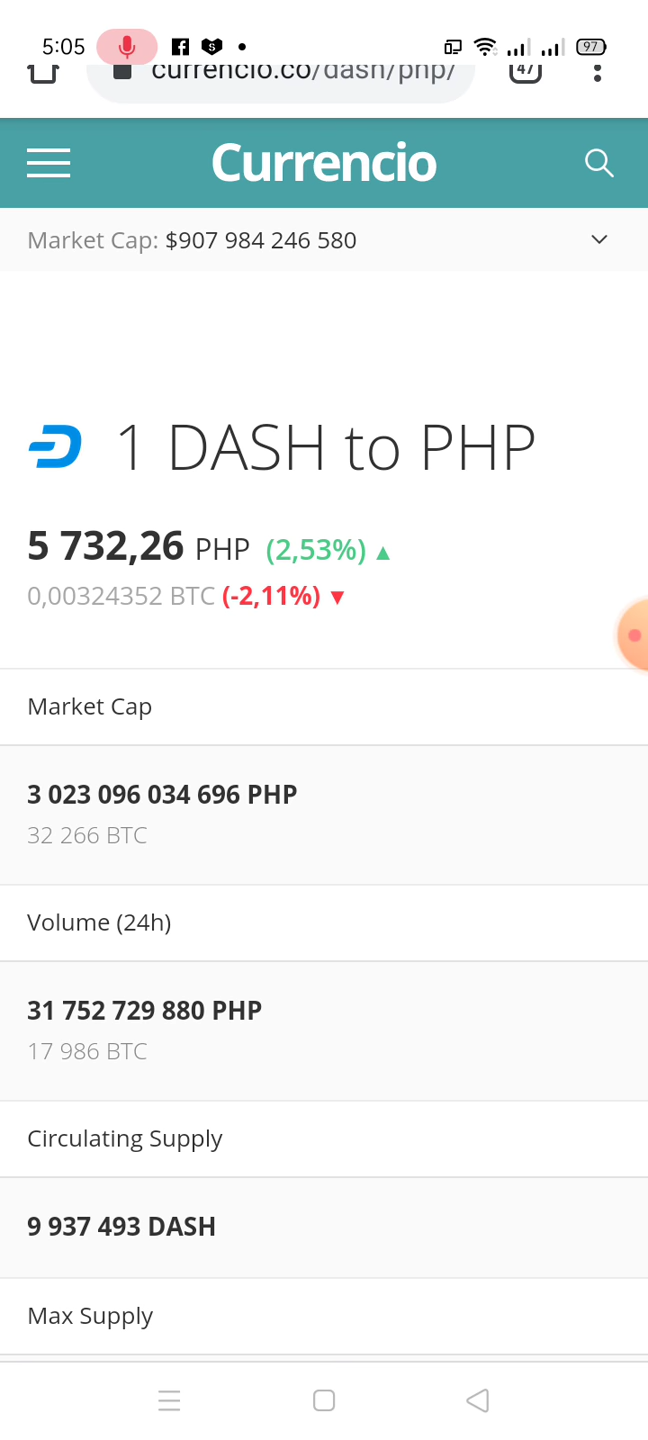 5:05
97
currencio.co/dash/php/
47
Currencio
Market Cap: $907 984 246 580
1 DASH to PHP
5 732,26 PHP (2,53%) ▲
0,00324352 BTC (-2,11%) ▼
Market Cap
3 023 096 034 696 PHP
32 266 BTC
Volume (24h)
31 752 729 880 PHP
17 986 BTC
Circulating Supply
9 937 493 DASH
Max Supply